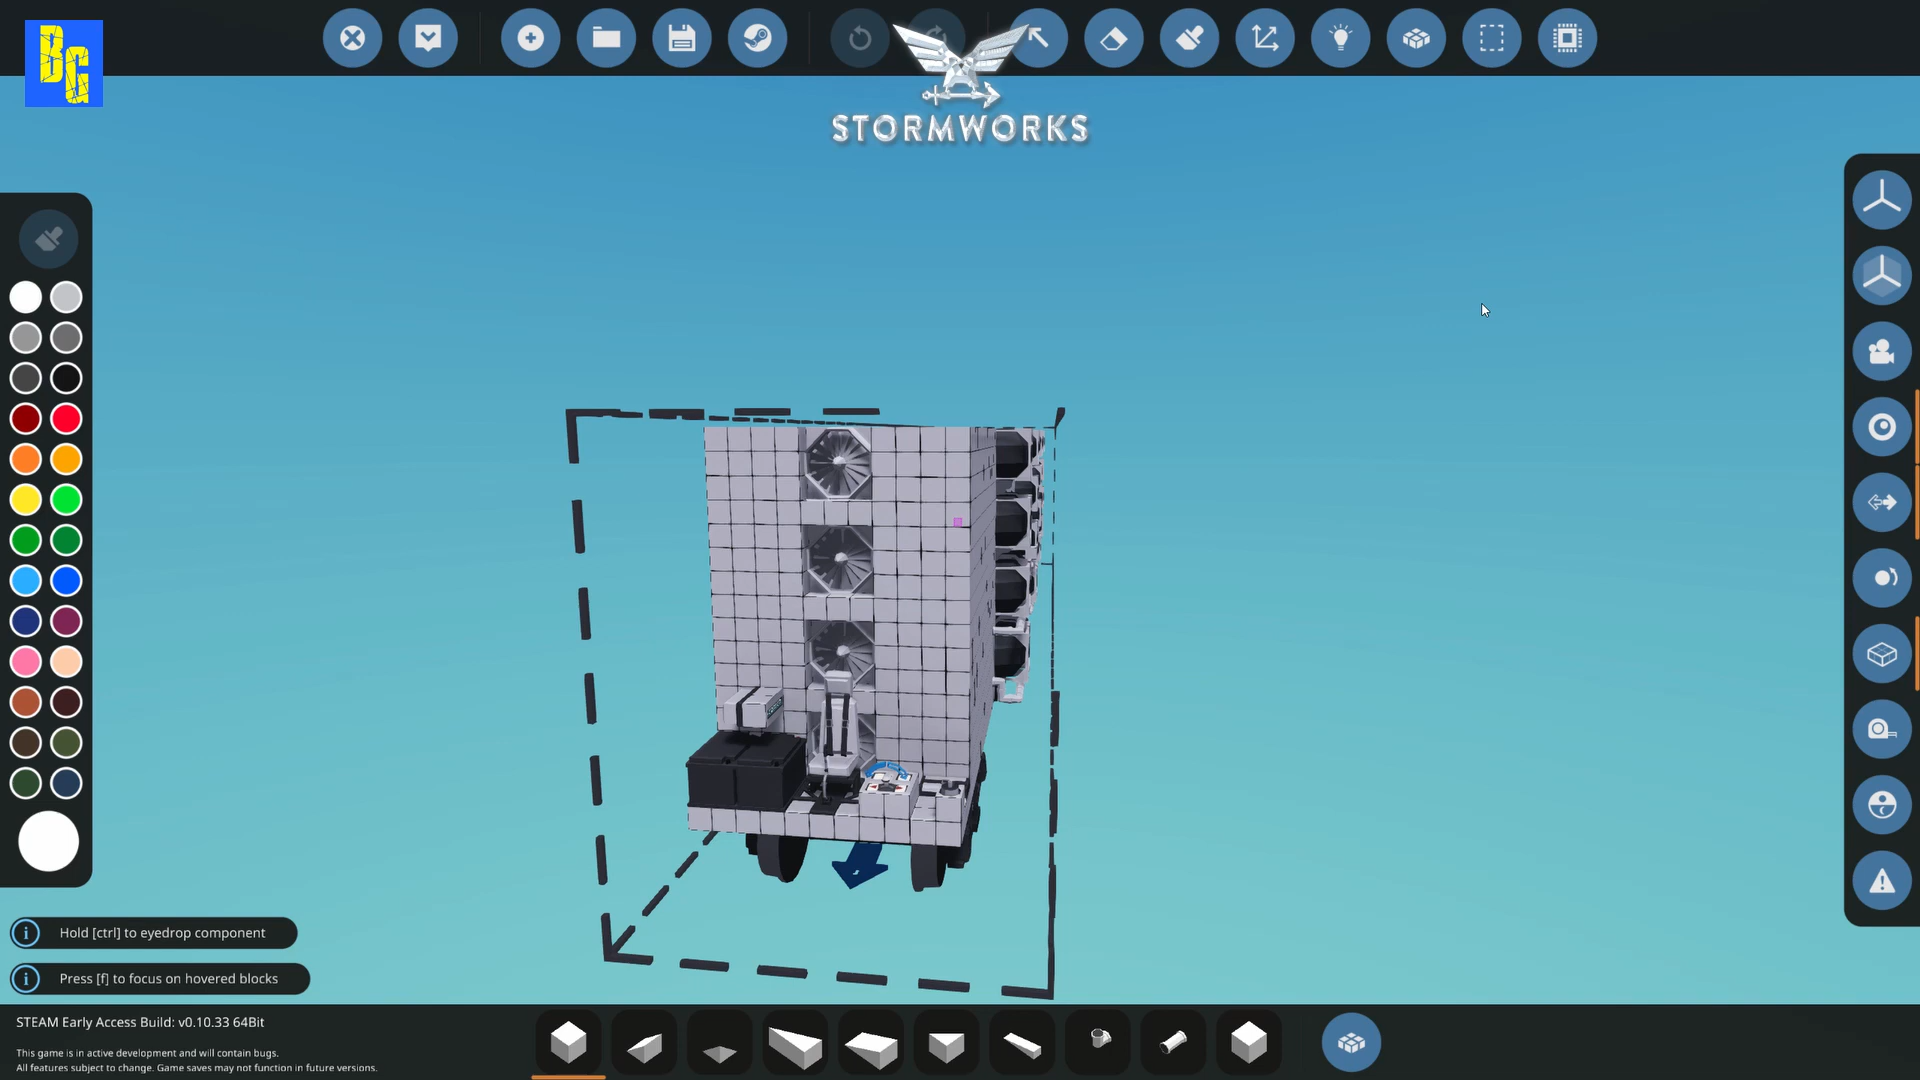 BG
STORMWORKS
Hold [ctrl] to eyedrop component
Press [f] to focus on hovered blocks
STEAM Early Access Build: v0.10.33 64Bit
This game is in active development and will contain bugs.
All features subject to change. Game saves may not function in future versions.